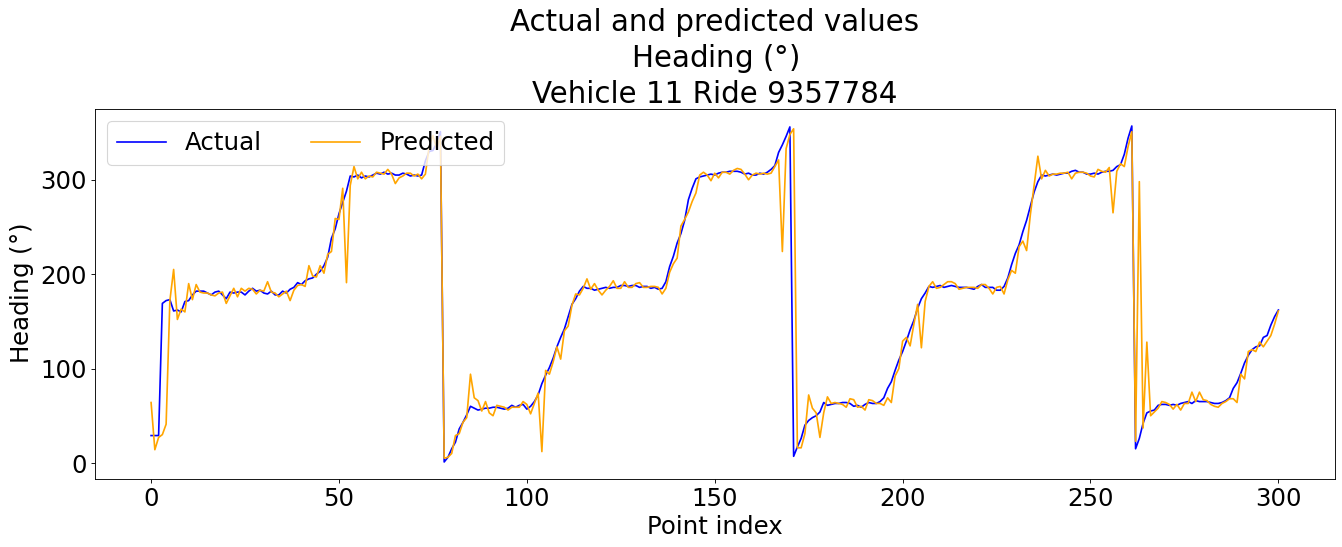 Actual and predicted values
Heading (°)
Vehicle 11 Ride 9357784
Actual Predicted
Heading (°)
300
200
100
0
0 50 100 150 200 250 300
Point index